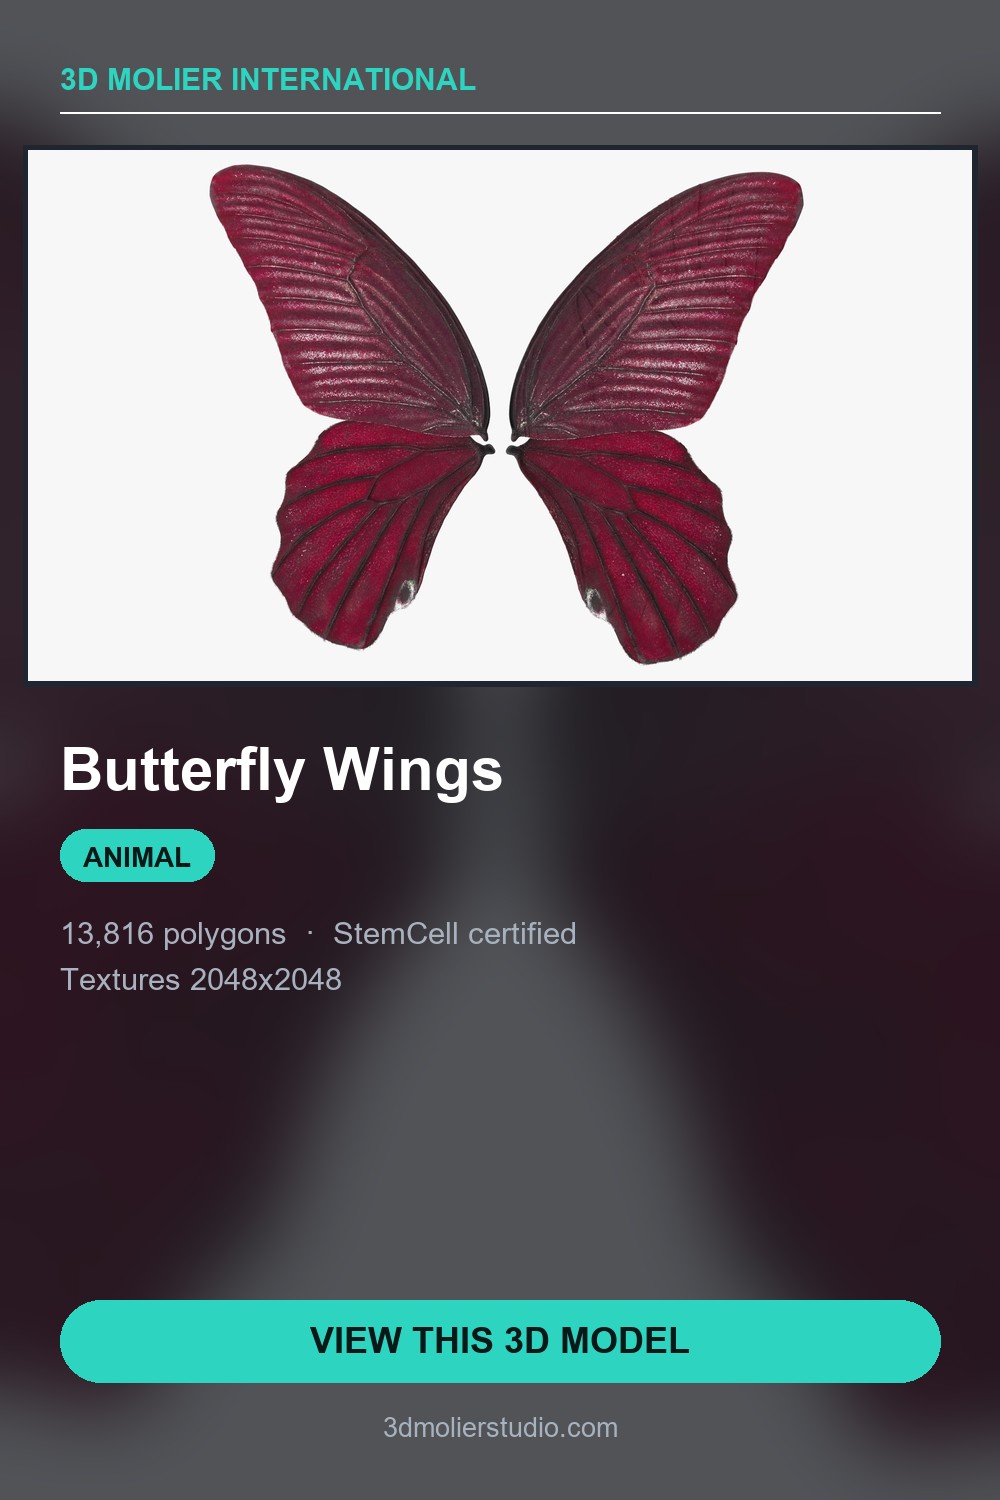 3D MOLIER INTERNATIONAL
Butterfly Wings
ANIMAL
13,816 polygons · StemCell certified
Textures 2048x2048
VIEW THIS 3D MODEL
3dmolierstudio.com